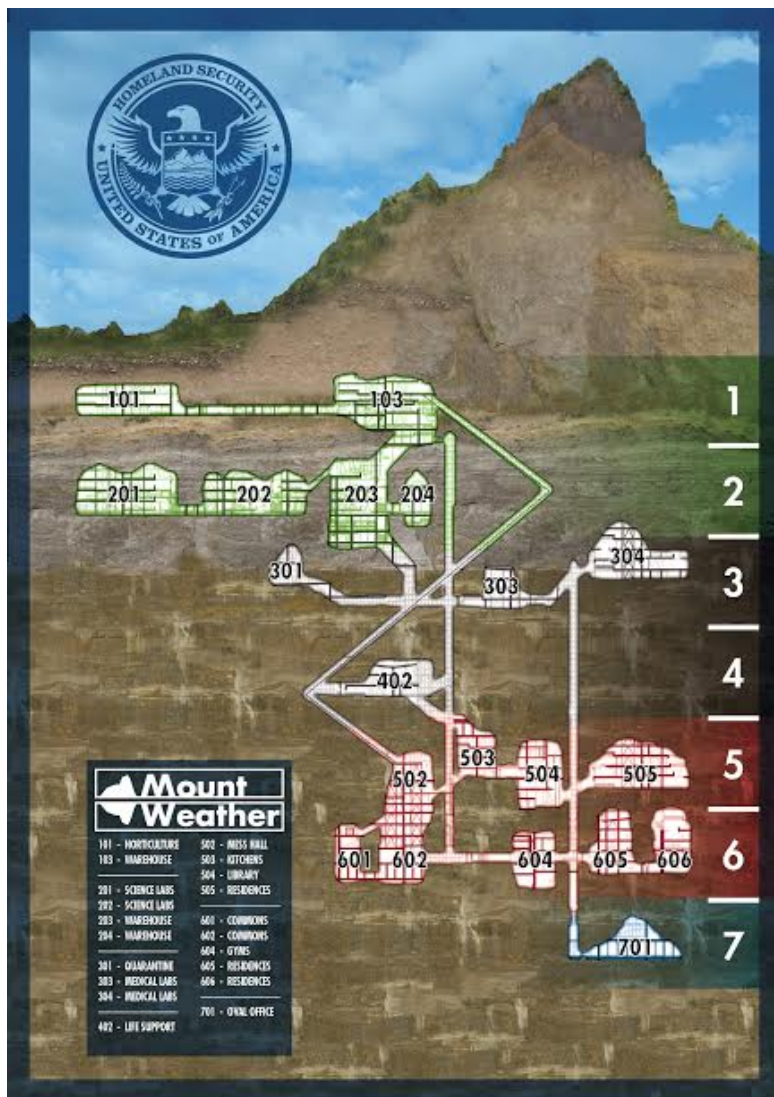 HOMELAND SECURITY
UNITED STATES OF AMERICA
101
103
1
201
202
203
204
2
301
303
304
3
402
4
502
503
504
505
5
601
602
604
605
606
6
701
7
Mount
Weather
101 - HORTICULTURE
103 - WAREHOUSE
201 - SCIENCE LABS
202 - SCIENCE LABS
203 - WAREHOUSE
204 - WAREHOUSE
301 - QUARANTINE
303 - MEDICAL LABS
304 - MEDICAL LABS
402 - LIFE SUPPORT
502 - MESS HALL
503 - KITCHENS
504 - LIBRARY
505 - RESIDENCES
601 - COMMONS
602 - COMMONS
604 - GYMS
605 - RESIDENCES
606 - RESIDENCES
701 - OVAL OFFICE